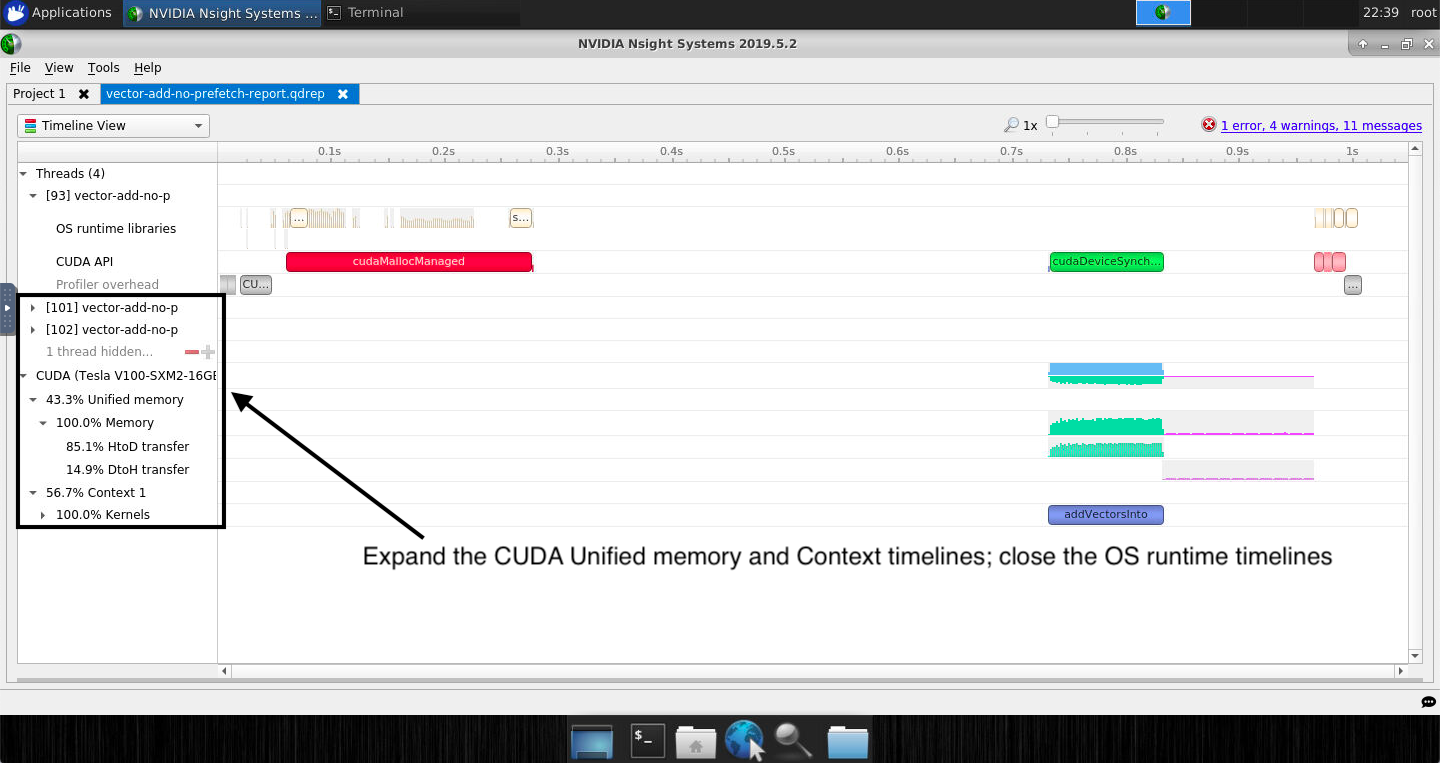 Applications NVIDIA Nsight Systems ... Terminal 22:39 root
NVIDIA Nsight Systems 2019.5.2
File View Tools Help
Project 1 vector-add-no-prefetch-report.qdrep
Timeline View 1x 1 error, 4 warnings, 11 messages
0.1s 0.2s 0.3s 0.4s 0.5s 0.6s 0.7s 0.8s 0.9s 1s
Threads (4)
[93] vector-add-no-p
OS runtime libraries ... s...
CUDA API cudaMallocManaged cudaDeviceSynch...
Profiler overhead CU... ...
[101] vector-add-no-p
[102] vector-add-no-p
1 thread hidden...
CUDA (Tesla V100-SXM2-16GB
43.3% Unified memory
100.0% Memory
85.1% HtoD transfer
14.9% DtoH transfer
56.7% Context 1
100.0% Kernels addVectorsInto
Expand the CUDA Unified memory and Context timelines; close the OS runtime timelines
$_